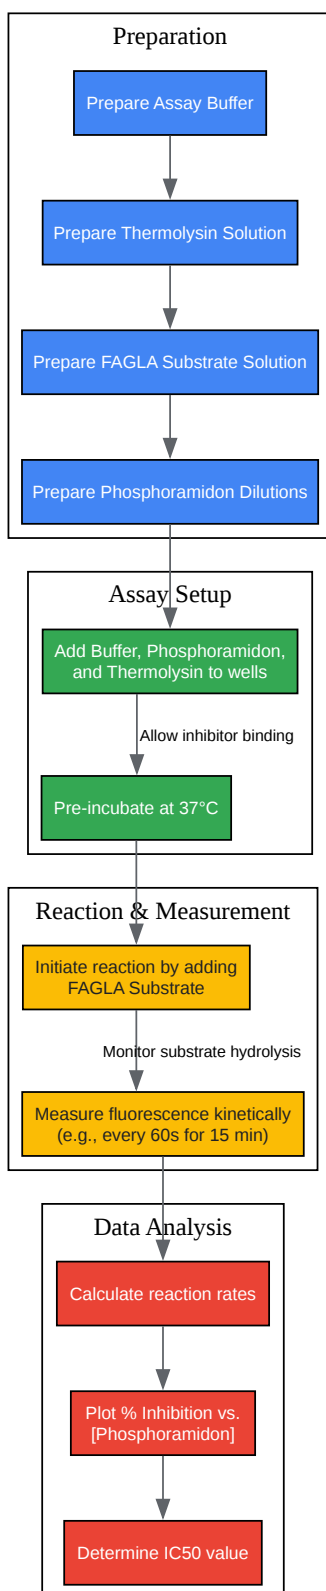 Preparation
Prepare Assay Buffer
Prepare Thermolysin Solution
Prepare FAGLA Substrate Solution
Prepare Phosphoramidon Dilutions
Assay Setup
Add Buffer, Phosphoramidon,
and Thermolysin to wells
Allow inhibitor binding
Pre-incubate at 37°C
Reaction & Measurement
Initiate reaction by adding
FAGLA Substrate
Monitor substrate hydrolysis
Measure fluorescence kinetically
(e.g., every 60s for 15 min)
Data Analysis
Calculate reaction rates
Plot % Inhibition vs.
[Phosphoramidon]
Determine IC50 value